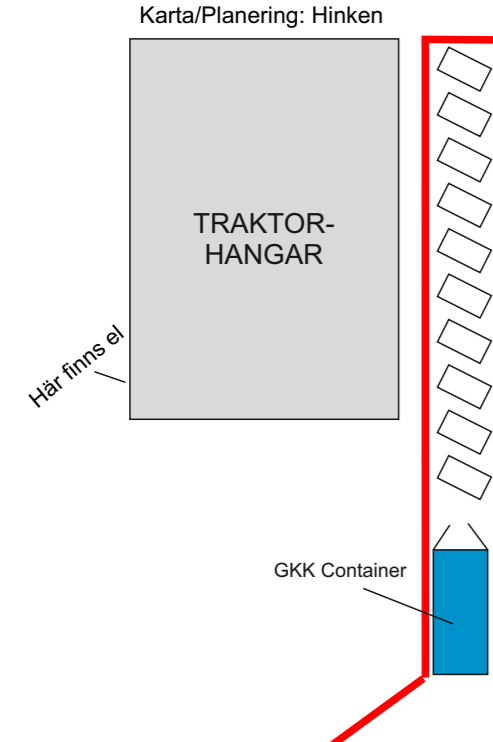 Karta/Planering: Hinken
TRAKTOR-
HANGAR
Här finns el
GKK Container